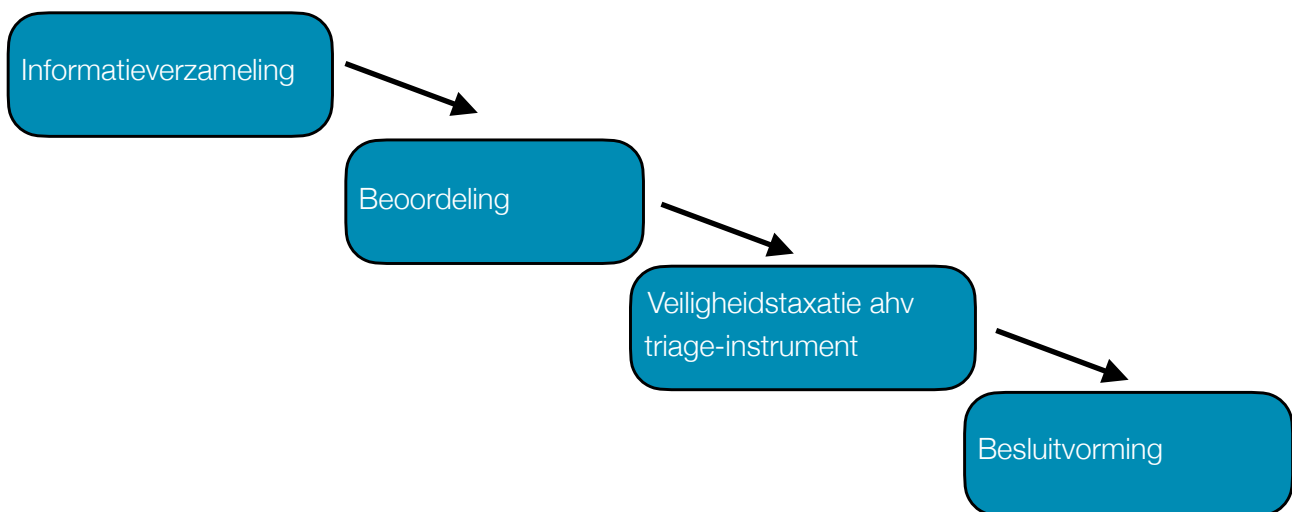 Informatieverzameling
Beoordeling
Veiligheidstaxatie ahv
triage-instrument
Besluitvorming